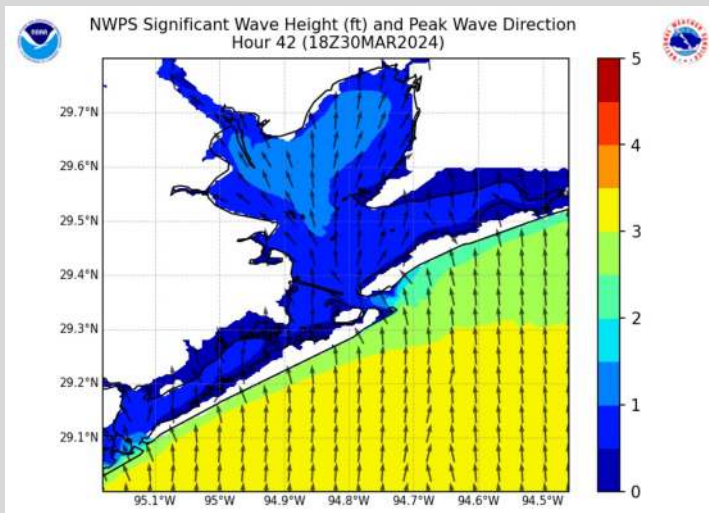 NWPS Significant Wave Height (ft) and Peak Wave Direction
Hour 42 (18Z30MAR2024)
NOAA
5
29.7°N
4
29.6°N
29.5°N
3
29.4°N
2
29.3°N
29.2°N
1
29.1°N
0
95.1°W 95°W 94.9°W 94.8°W 94.7°W 94.6°W 94.5°W